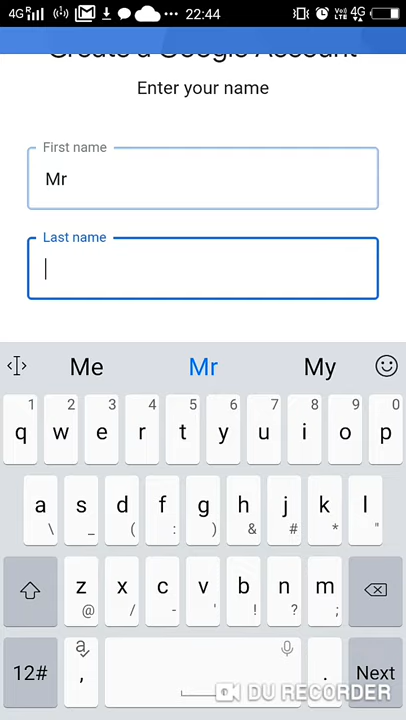 4G R 22:44 VoLTE 4G
Create a Google Account
Enter your name
First name
Mr
Last name
Me Mr My
1 2 3 4 5 6 7 8 9 0
q w e r t y u i o p
a s d f g h j k l
\ _ ( : ) & # * "
z x c v b n m
@ / - ' ! ? ;
12# a , . Next
DU RECORDER